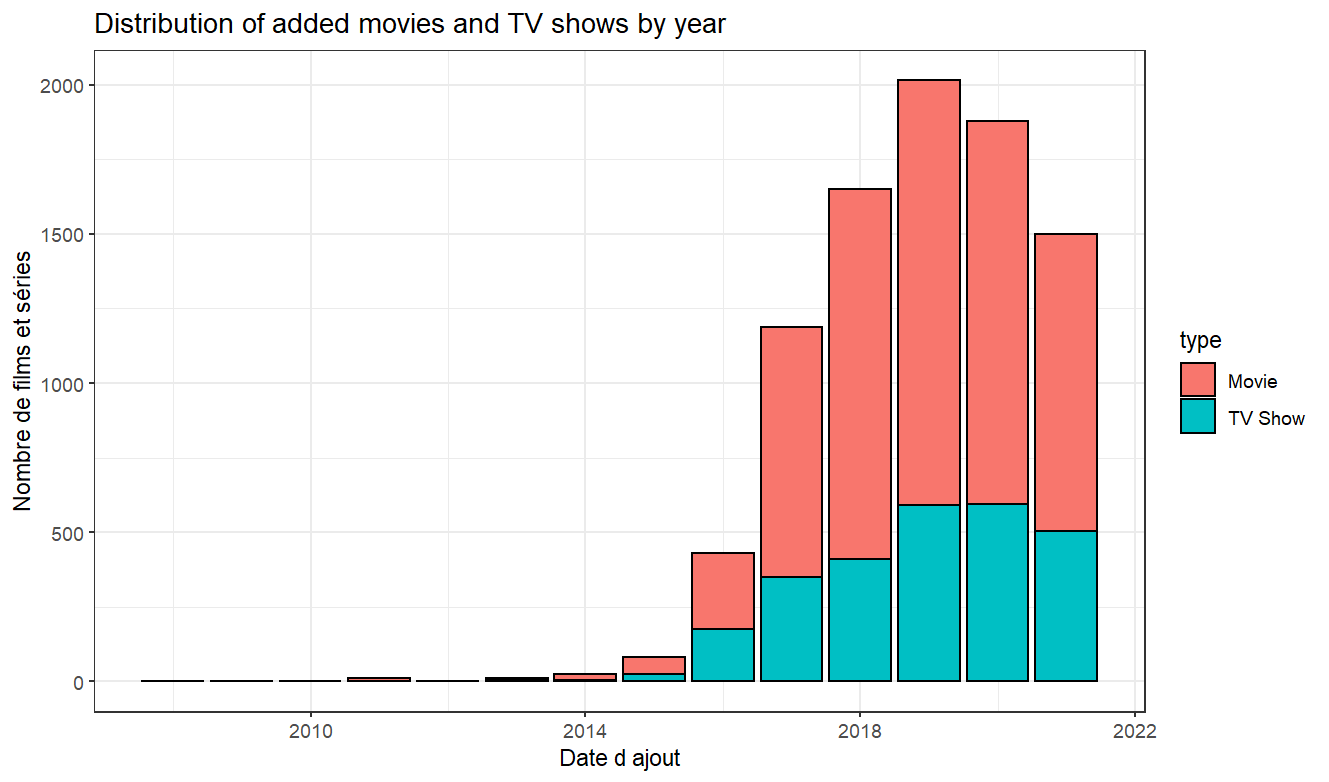 Distribution of added movies and TV shows by year
Nombre de films et séries
2000
1500
1000
500
0
2010
2014
2018
2022
Date d ajout
type
Movie
TV Show